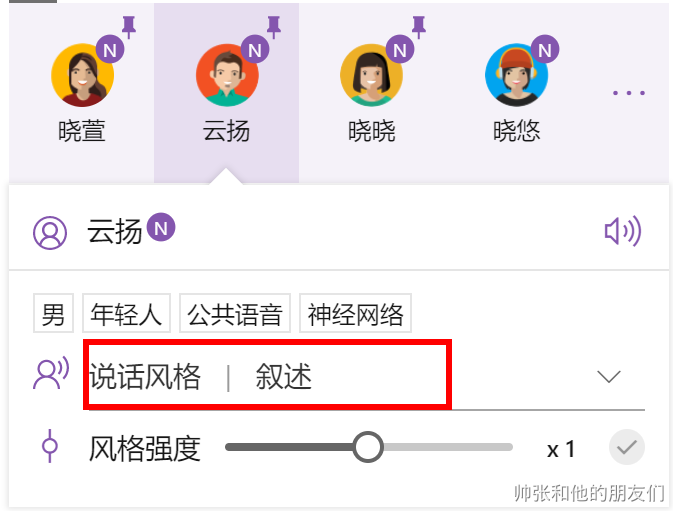 N N N N
晓萱 云扬 晓晓 晓悠 ...
云扬 N
男 年轻人 公共语音 神经网络
说话风格 | 叙述
风格强度 x 1
帅张和他的朋友们